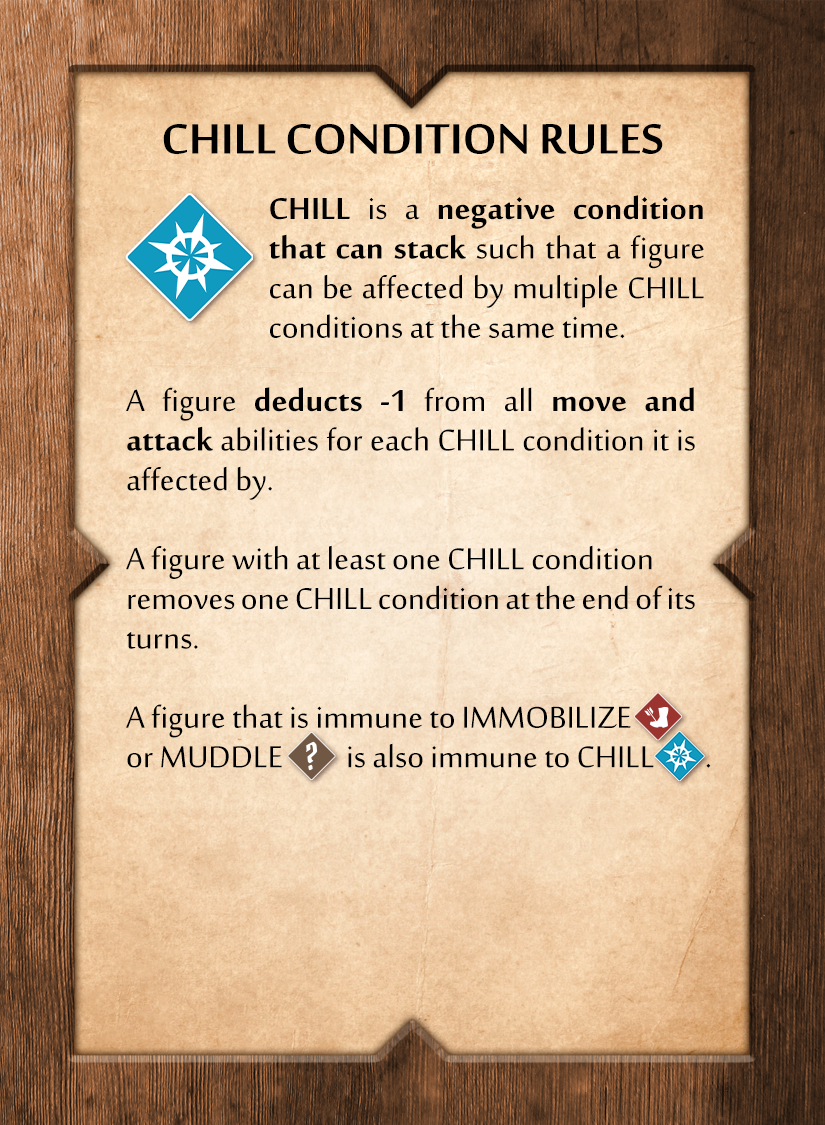 CHILL CONDITION RULES
CHILL is a negative condition
that can stack such that a figure
can be affected by multiple CHILL
conditions at the same time.
A figure deducts -1 from all move and
attack abilities for each CHILL condition it is
affected by.
A figure with at least one CHILL condition
removes one CHILL condition at the end of its
turns.
A figure that is immune to IMMOBILIZE
or MUDDLE ? is also immune to CHILL .